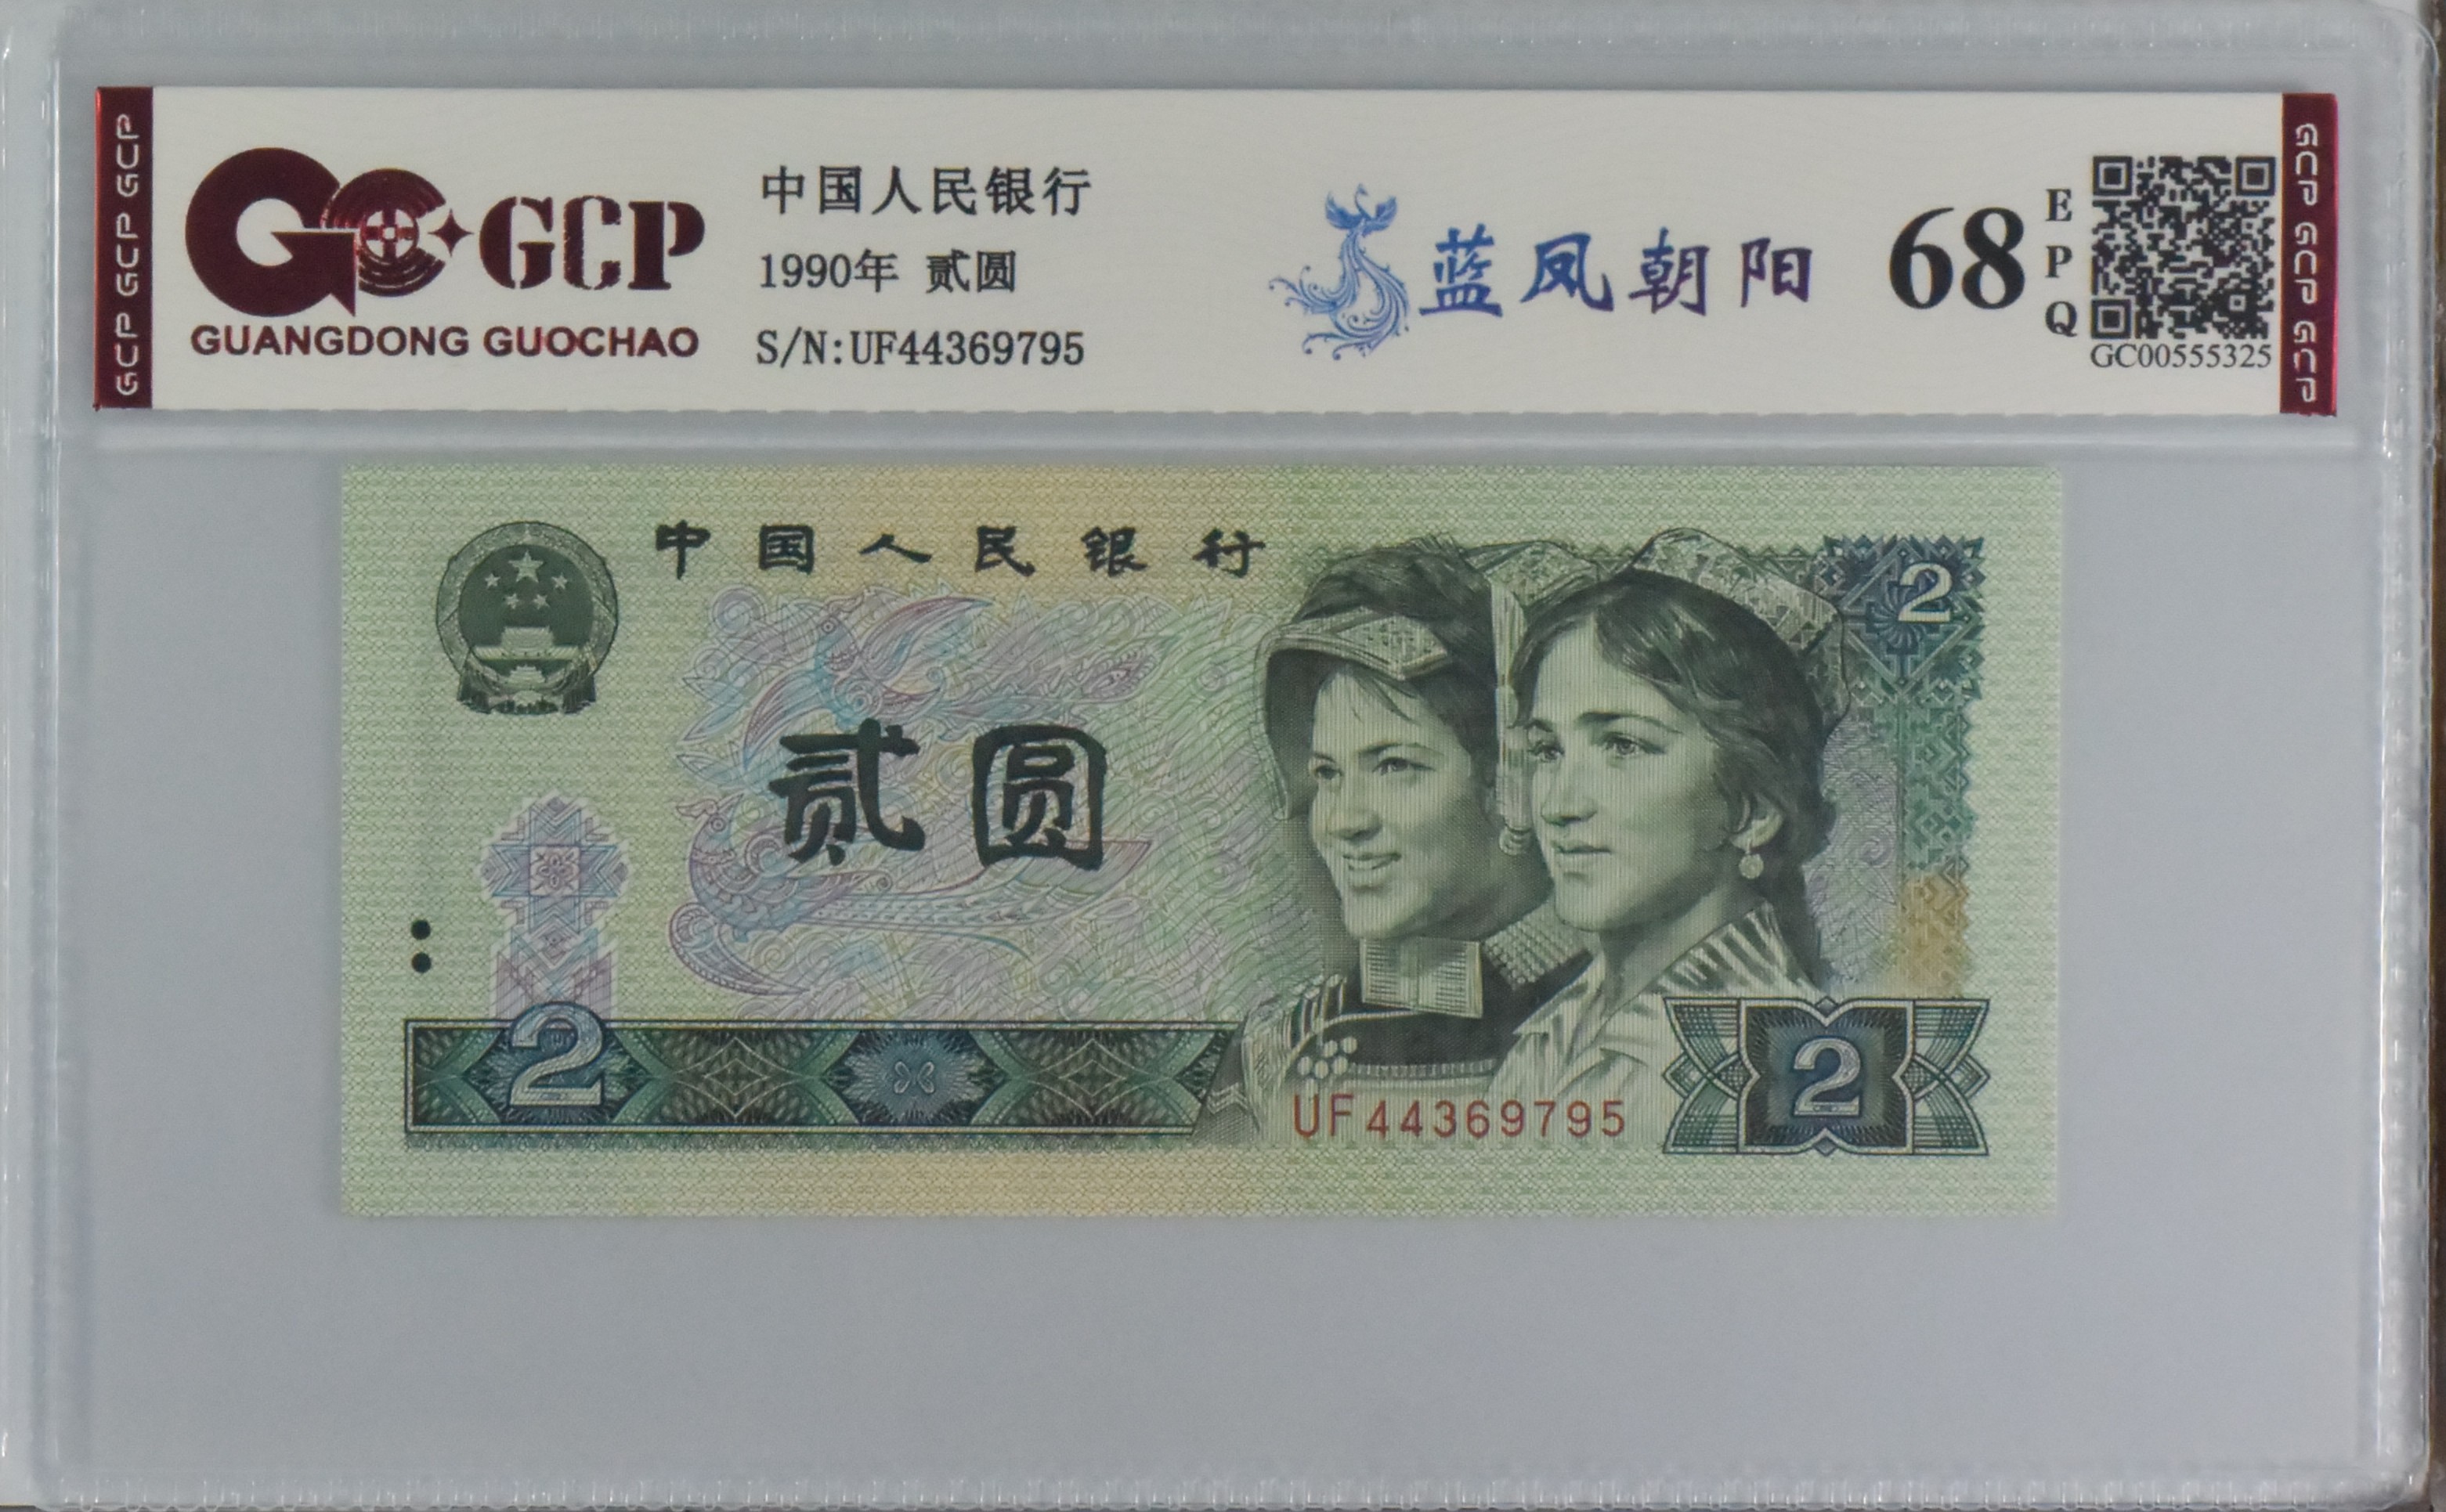 GCP GCP GCP
GCP
GUANGDONG GUOCHAO
中国人民银行
1990年 贰圆
S/N:UF44369795
蓝凤朝阳
68
EPQ
GC00555325
GCP GCP GCP
中国人民银行
2
贰圆
2
UF44369795
2